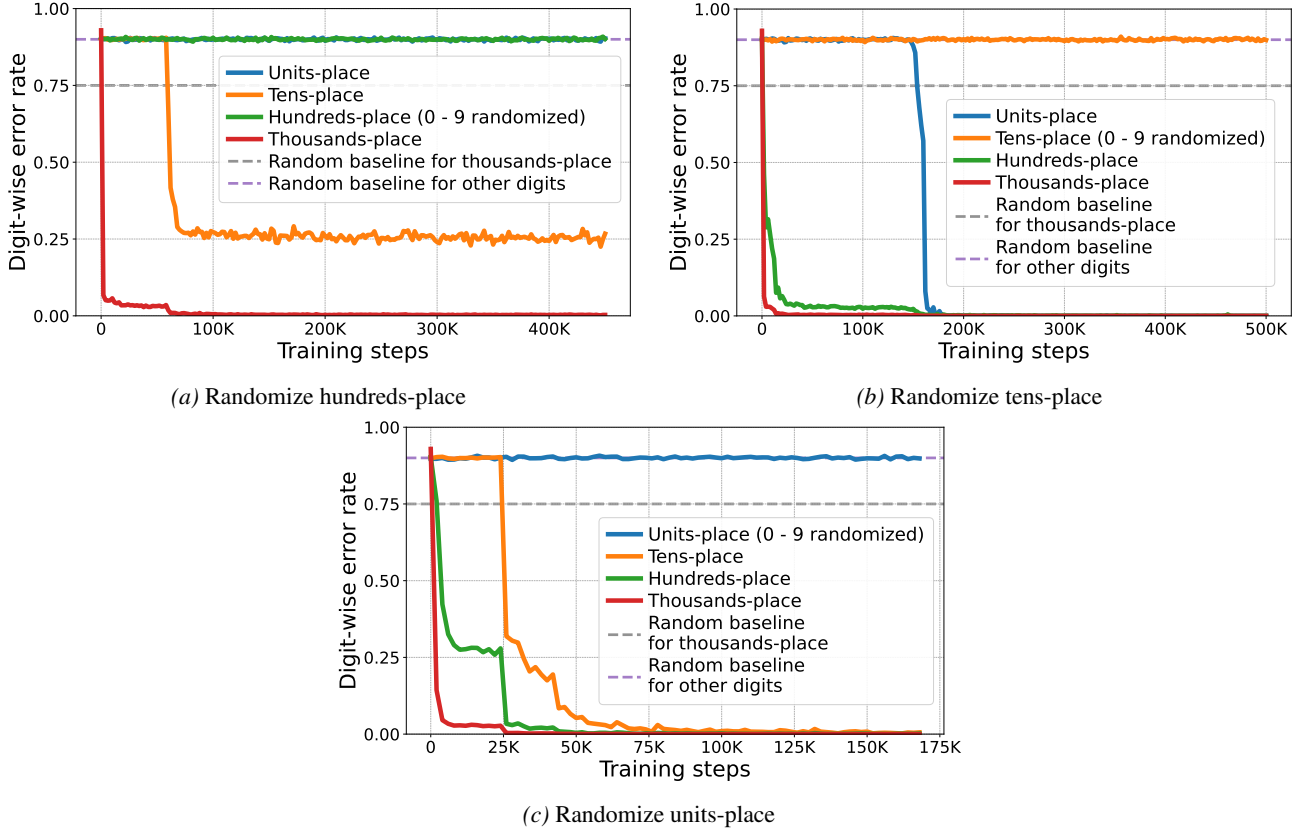 1.00
0.75
0.50
0.25
0.00
Digit-wise error rate
Units-place
Tens-place
Hundreds-place (0 - 9 randomized)
Thousands-place
Random baseline for thousands-place
Random baseline for other digits
0 100K 200K 300K 400K
Training steps
(a) Randomize hundreds-place
1.00
0.75
0.50
0.25
0.00
Digit-wise error rate
Units-place
Tens-place (0 - 9 randomized)
Hundreds-place
Thousands-place
Random baseline
for thousands-place
Random baseline
for other digits
0 100K 200K 300K 400K 500K
Training steps
(b) Randomize tens-place
1.00
0.75
0.50
0.25
0.00
Digit-wise error rate
Units-place (0 - 9 randomized)
Tens-place
Hundreds-place
Thousands-place
Random baseline
for thousands-place
Random baseline
for other digits
0 25K 50K 75K 100K 125K 150K 175K
Training steps
(c) Randomize units-place